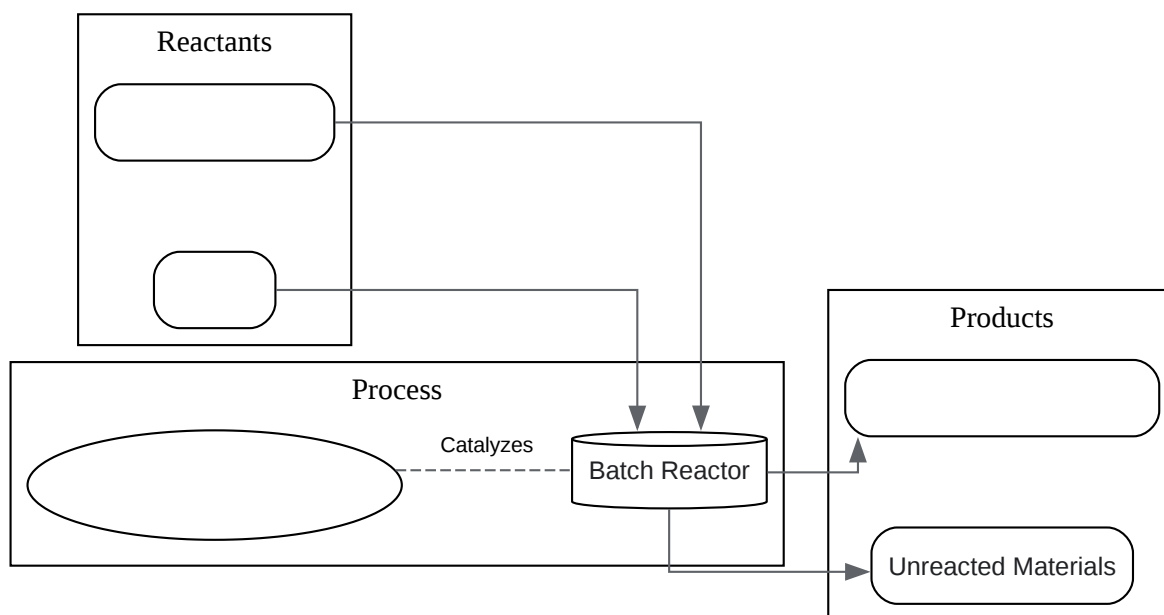 Reactants
Process
Catalyzes
Batch Reactor
Products
Unreacted Materials